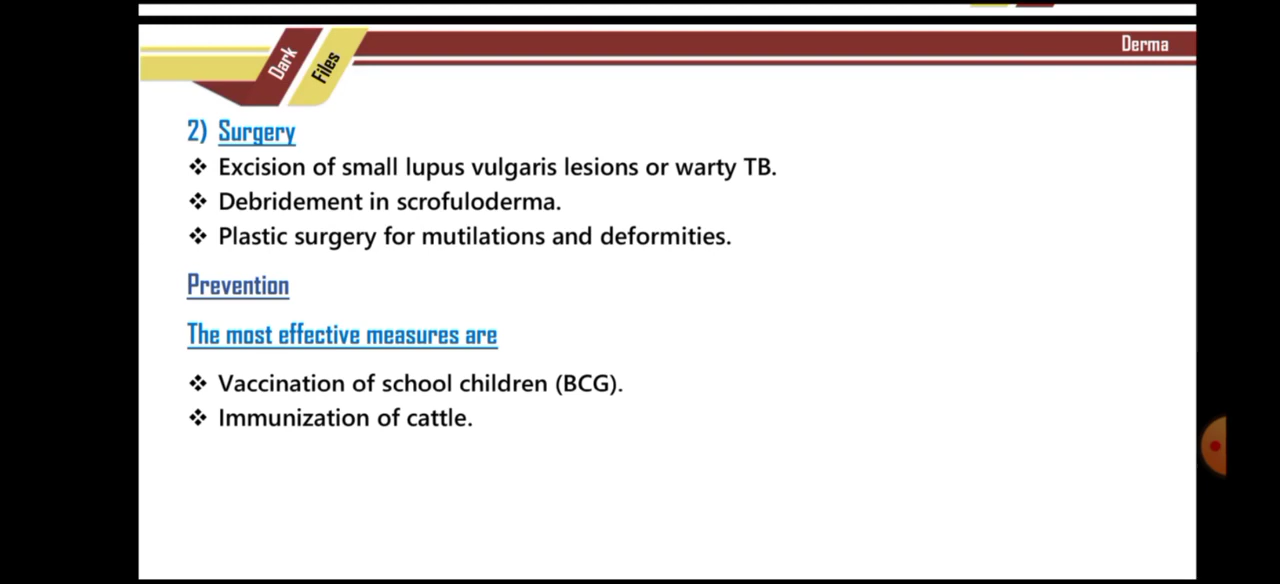 Dark
Files
Derma
2) Surgery
❖ Excision of small lupus vulgaris lesions or warty TB.
❖ Debridement in scrofuloderma.
❖ Plastic surgery for mutilations and deformities.
Prevention
The most effective measures are
❖ Vaccination of school children (BCG).
❖ Immunization of cattle.